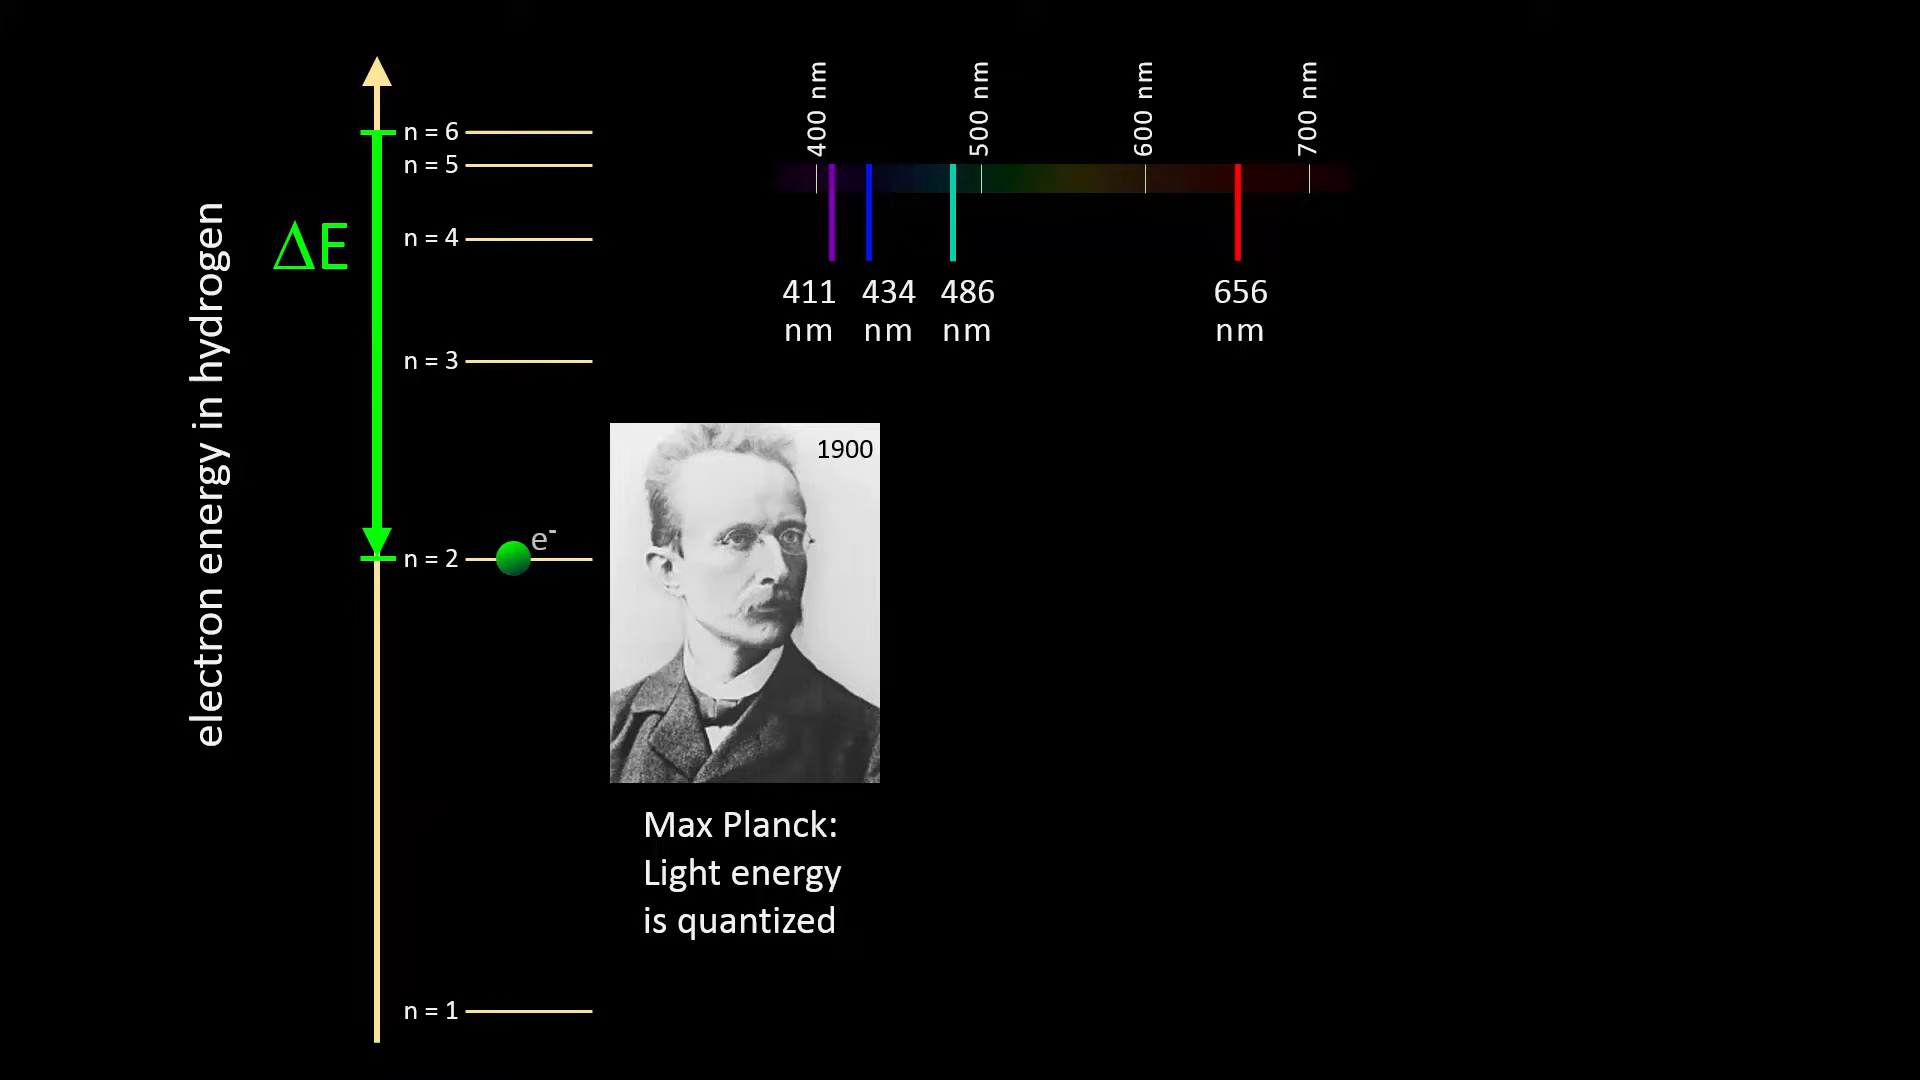 electron energy in hydrogen
ΔE
n = 6
n = 5
n = 4
n = 3
n = 2
e-
n = 1
400 nm
500 nm
600 nm
700 nm
411
nm
434
nm
486
nm
656
nm
1900
Max Planck:
Light energy
is quantized